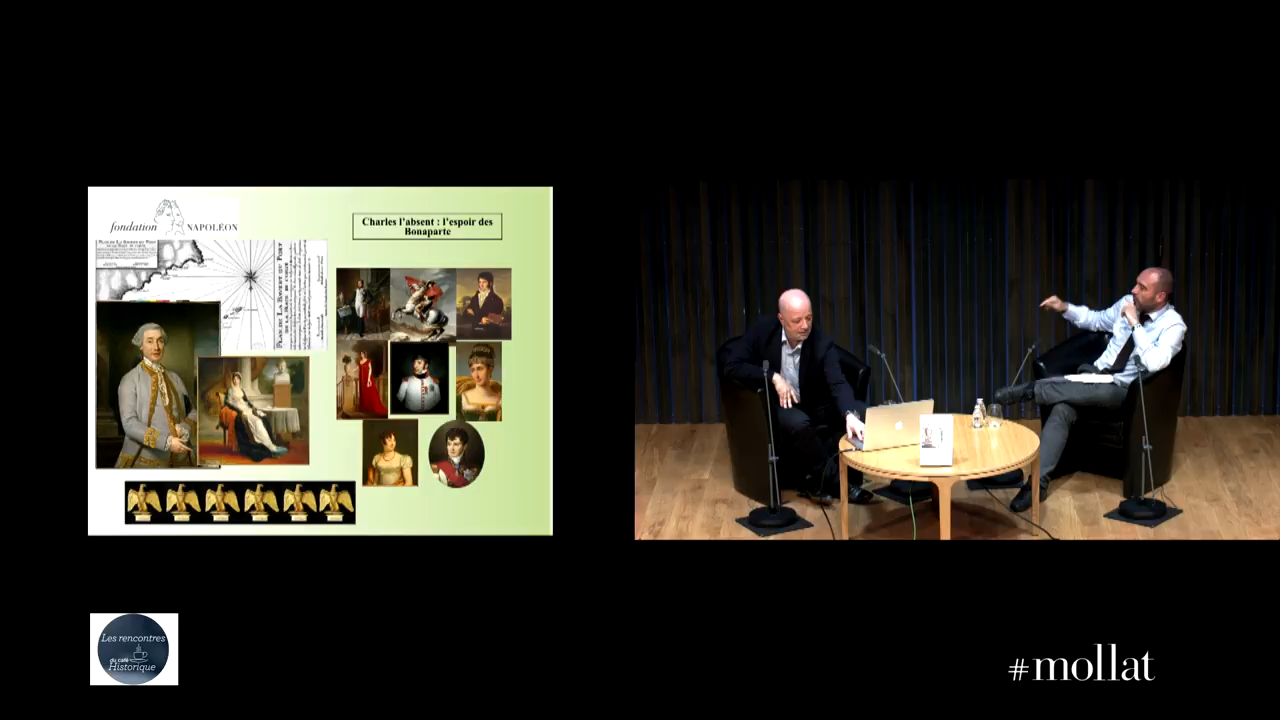 fondation NAPOLÉON
Charles l'absent : l'espoir des
Bonaparte
Les rencontres
du café
Historique
#mollat